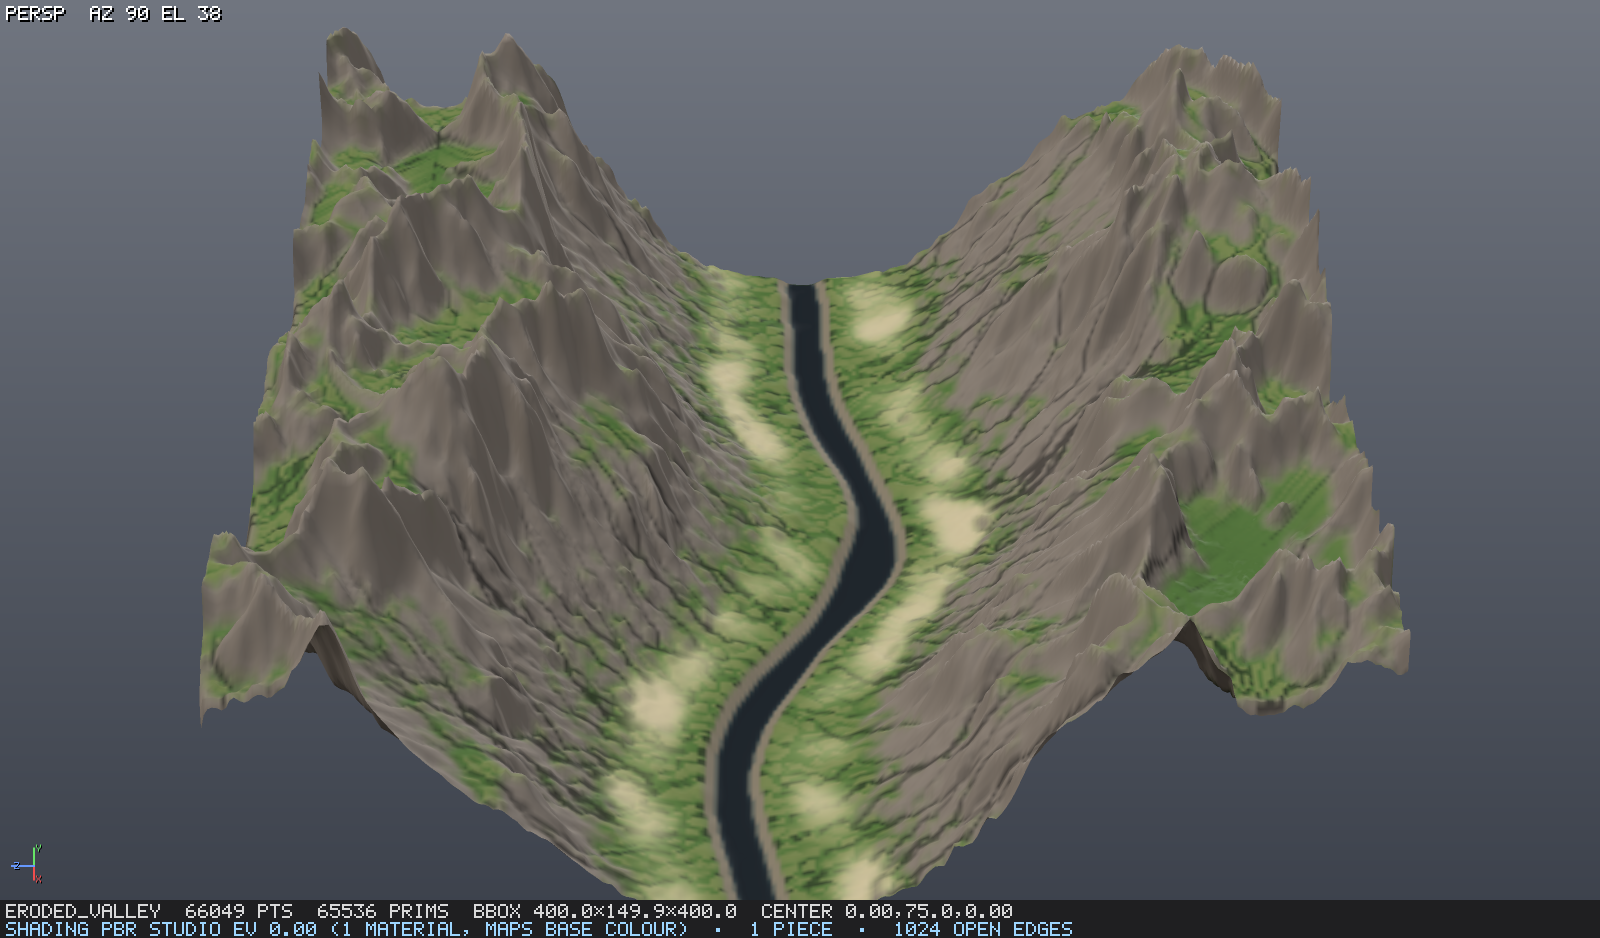 PERSP  AZ 90 EL 38
Y
Z
X
ERODED_VALLEY  66049 PTS  65536 PRIMS  BBOX 400.0×149.9×400.0  CENTER 0.00,75.0,0.00
SHADING PBR STUDIO EV 0.00 (1 MATERIAL, MAPS BASE COLOUR)  ·  1 PIECE  ·  1024 OPEN EDGES